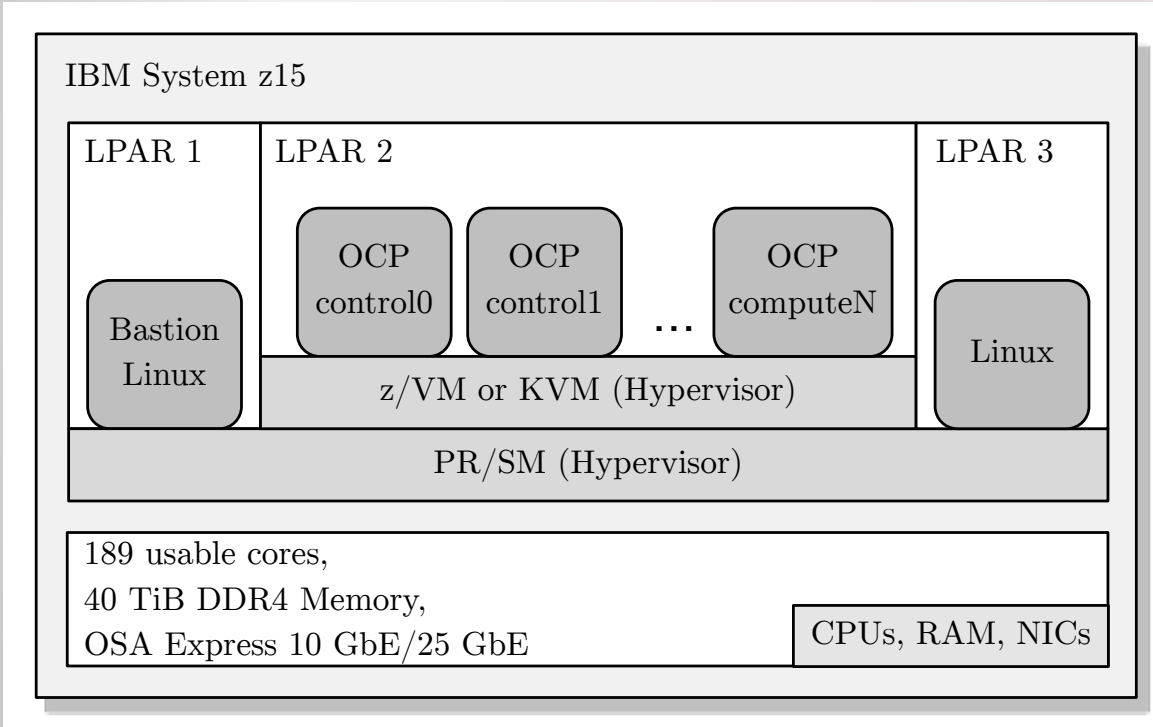 IBM System z15
LPAR 1
LPAR 2
LPAR 3
OCP
control0
OCP
control1
...
OCP
computeN
Bastion
Linux
Linux
z/VM or KVM (Hypervisor)
PR/SM (Hypervisor)
189 usable cores,
40 TiB DDR4 Memory,
OSA Express 10 GbE/25 GbE
CPUs, RAM, NICs